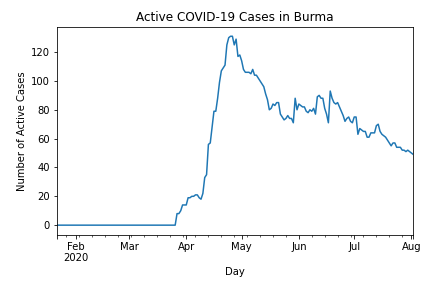 Active COVID-19 Cases in Burma
Number of Active Cases
120
100
80
60
40
20
0
Feb Mar Apr May Jun Jul Aug
2020
Day